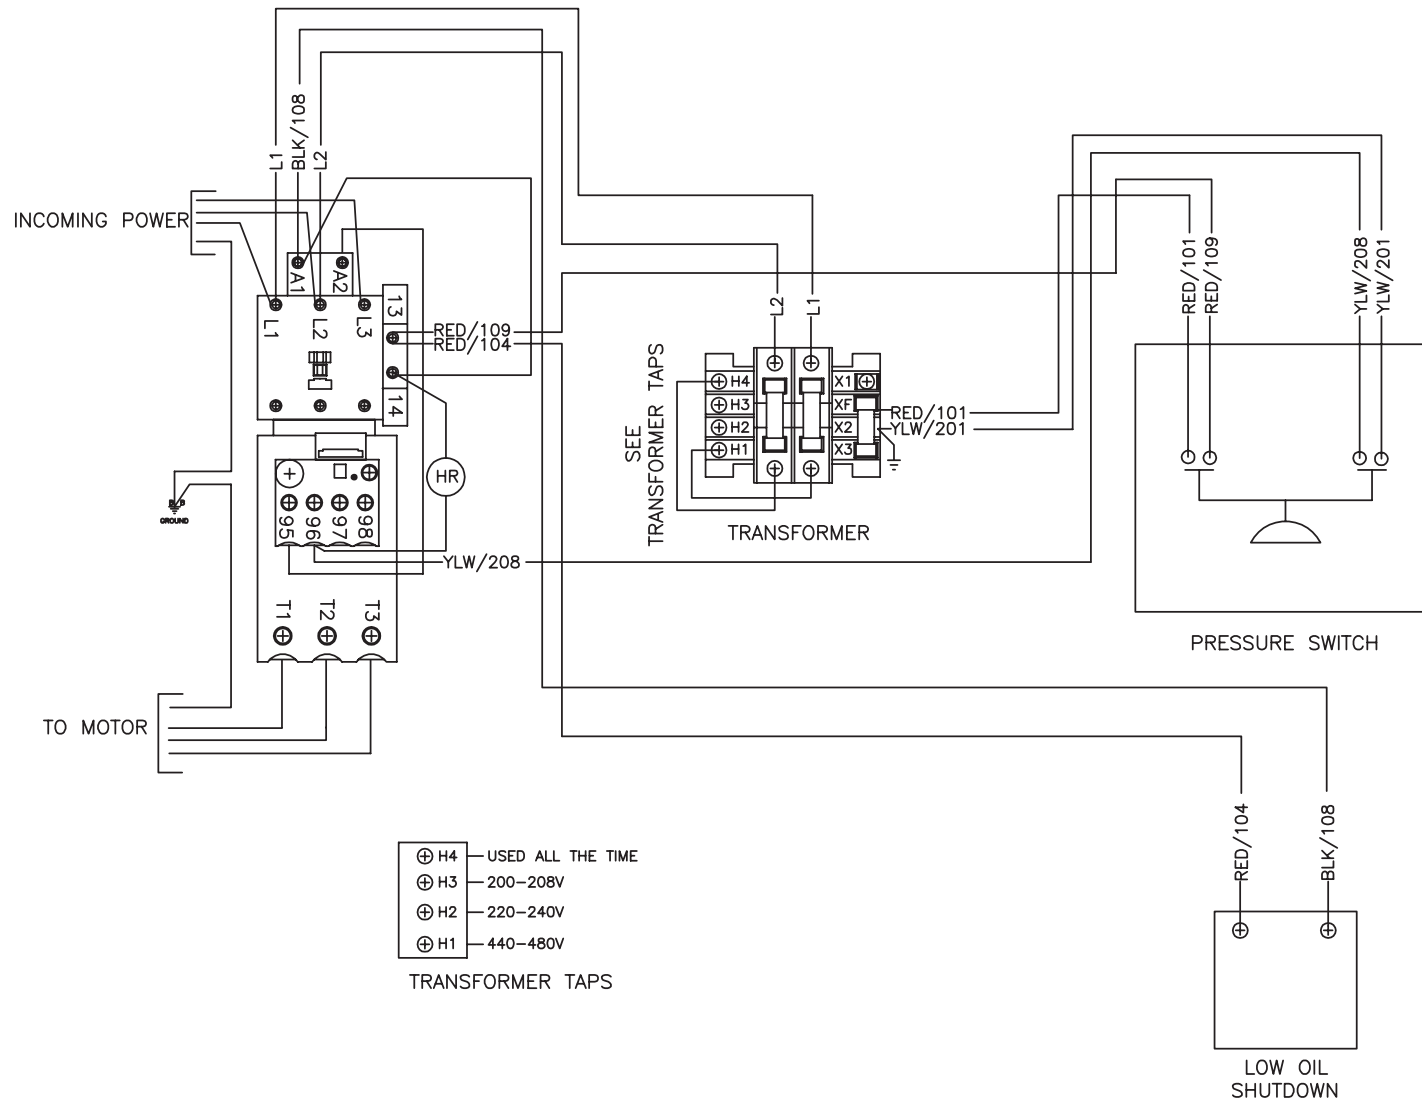 L1
BLK/108
L2
INCOMING POWER
A1
A2
L1
L2
L3
13
14
RED/109
RED/104
HR
95
96
97
98
YLW/208
T1
T2
T3
GROUND
TO MOTOR
L2
L1
SEE
TRANSFORMER TAPS
H4
H3
H2
H1
X1
XF
X2
X3
RED/101
YLW/201
TRANSFORMER
RED/101
RED/109
YLW/208
YLW/201
PRESSURE SWITCH
RED/104
BLK/108
LOW OIL
SHUTDOWN
H4 USED ALL THE TIME
H3 200-208V
H2 220-240V
H1 440-480V
TRANSFORMER TAPS